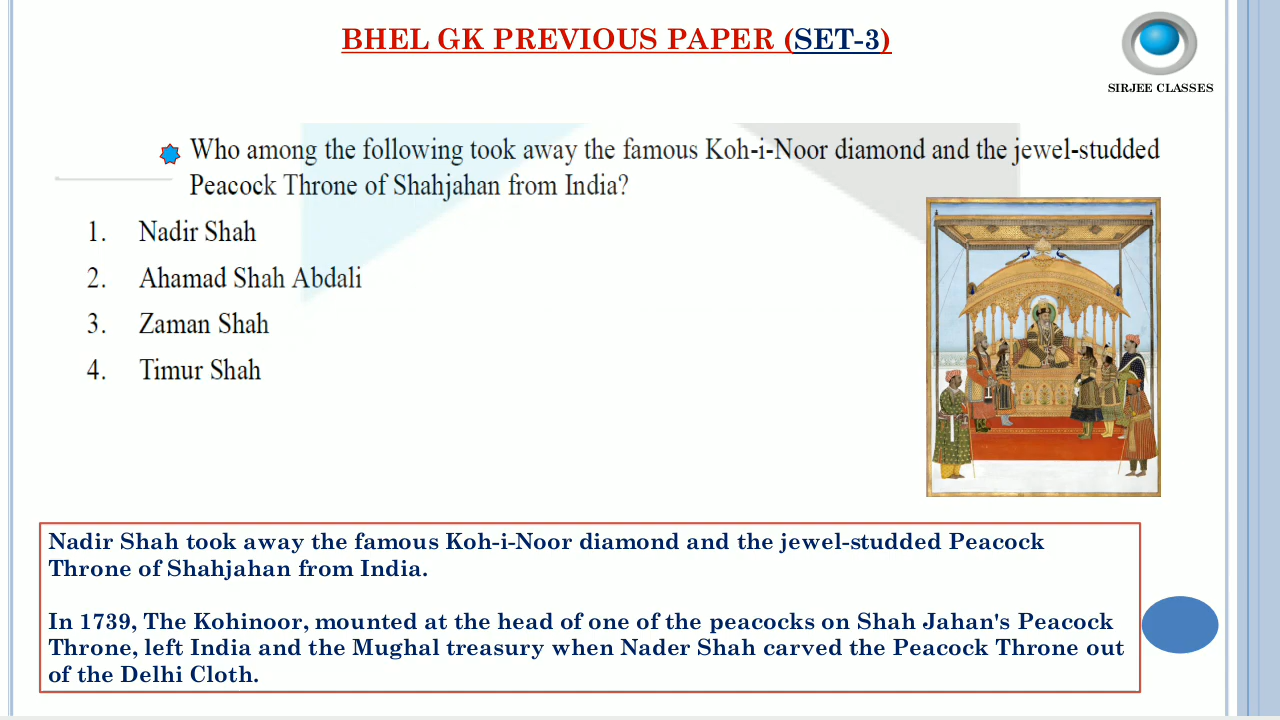 BHEL GK PREVIOUS PAPER (SET-3)
SIRJEE CLASSES
Who among the following took away the famous Koh-i-Noor diamond and the jewel-studded
Peacock Throne of Shahjahan from India?
1. Nadir Shah
2. Ahamad Shah Abdali
3. Zaman Shah
4. Timur Shah
Nadir Shah took away the famous Koh-i-Noor diamond and the jewel-studded Peacock
Throne of Shahjahan from India.
In 1739, The Kohinoor, mounted at the head of one of the peacocks on Shah Jahan's Peacock
Throne, left India and the Mughal treasury when Nader Shah carved the Peacock Throne out
of the Delhi Cloth.